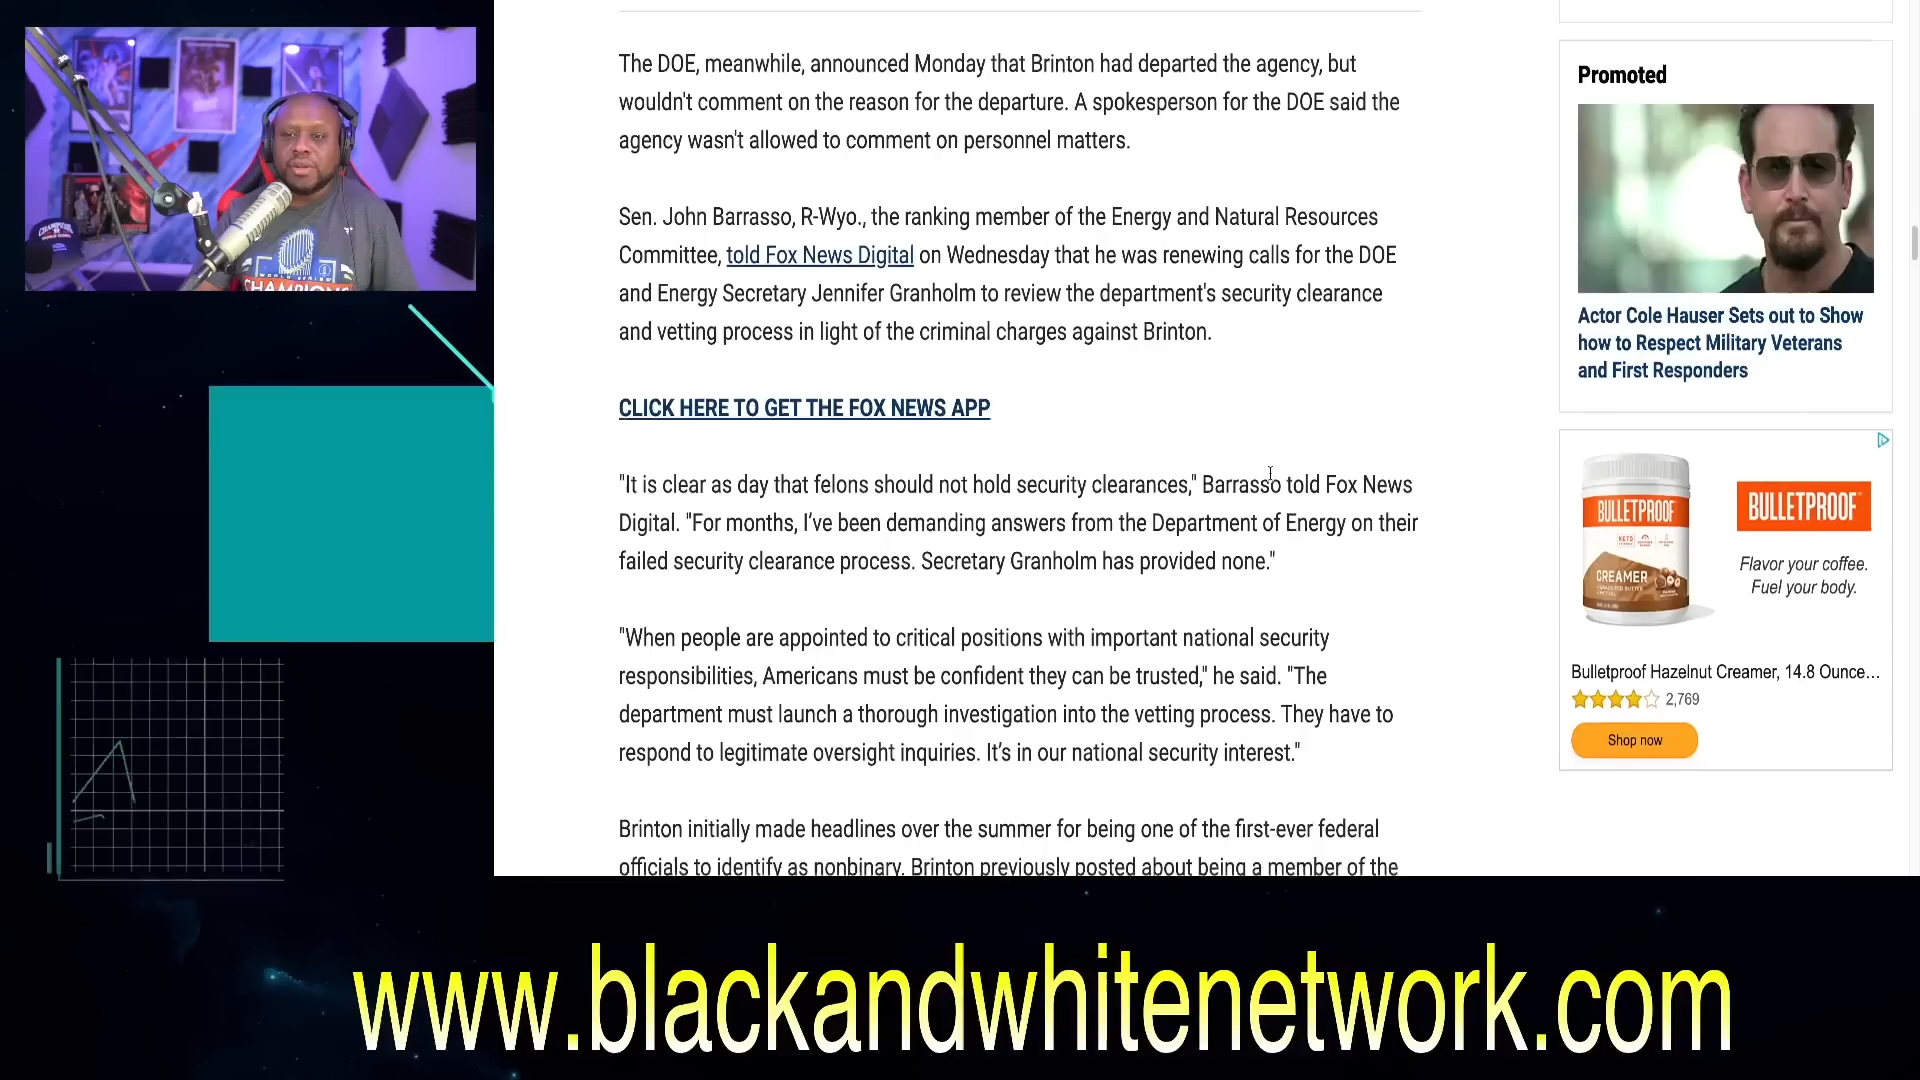 The DOE, meanwhile, announced Monday that Brinton had departed the agency, but
wouldn't comment on the reason for the departure. A spokesperson for the DOE said the
agency wasn't allowed to comment on personnel matters.
Sen. John Barrasso, R-Wyo., the ranking member of the Energy and Natural Resources
Committee, told Fox News Digital on Wednesday that he was renewing calls for the DOE
and Energy Secretary Jennifer Granholm to review the department's security clearance
and vetting process in light of the criminal charges against Brinton.
CLICK HERE TO GET THE FOX NEWS APP
"It is clear as day that felons should not hold security clearances," Barrasso told Fox News
Digital. "For months, I’ve been demanding answers from the Department of Energy on their
failed security clearance process. Secretary Granholm has provided none."
"When people are appointed to critical positions with important national security
responsibilities, Americans must be confident they can be trusted," he said. "The
department must launch a thorough investigation into the vetting process. They have to
respond to legitimate oversight inquiries. It’s in our national security interest."
Brinton initially made headlines over the summer for being one of the first-ever federal
officials to identify as nonbinary. Brinton previously posted about being a member of the
Promoted
Actor Cole Hauser Sets out to Show
how to Respect Military Veterans
and First Responders
BULLETPROOF
KETO
CREAMER
BULLETPROOF
Flavor your coffee.
Fuel your body.
Bulletproof Hazelnut Creamer, 14.8 Ounce...
2,769
Shop now
WORLD SERIES
CHAMPIONS
www.blackandwhitenetwork.com